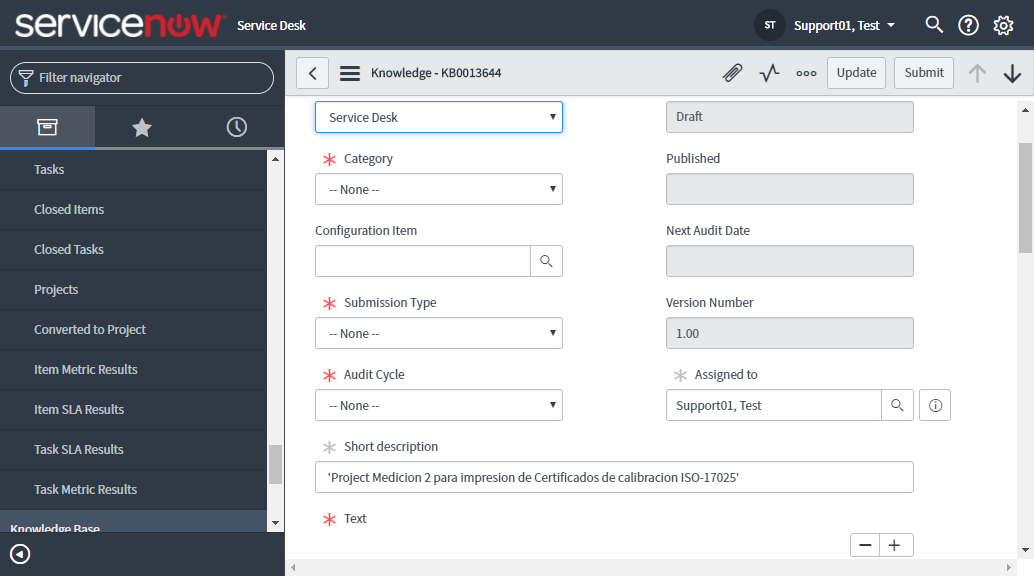 servicenow Service Desk
ST Support01, Test
Filter navigator
Knowledge - KB0013644
Update
Submit
Service Desk
Draft
Tasks
Closed Items
Closed Tasks
Projects
Converted to Project
Item Metric Results
Item SLA Results
Task SLA Results
Task Metric Results
Knowledge Base
Category
-- None --
Published
Configuration Item
Next Audit Date
Submission Type
-- None --
Version Number
1.00
Audit Cycle
-- None --
Assigned to
Support01, Test
Short description
'Project Medicion 2 para impresion de Certificados de calibracion ISO-17025'
Text